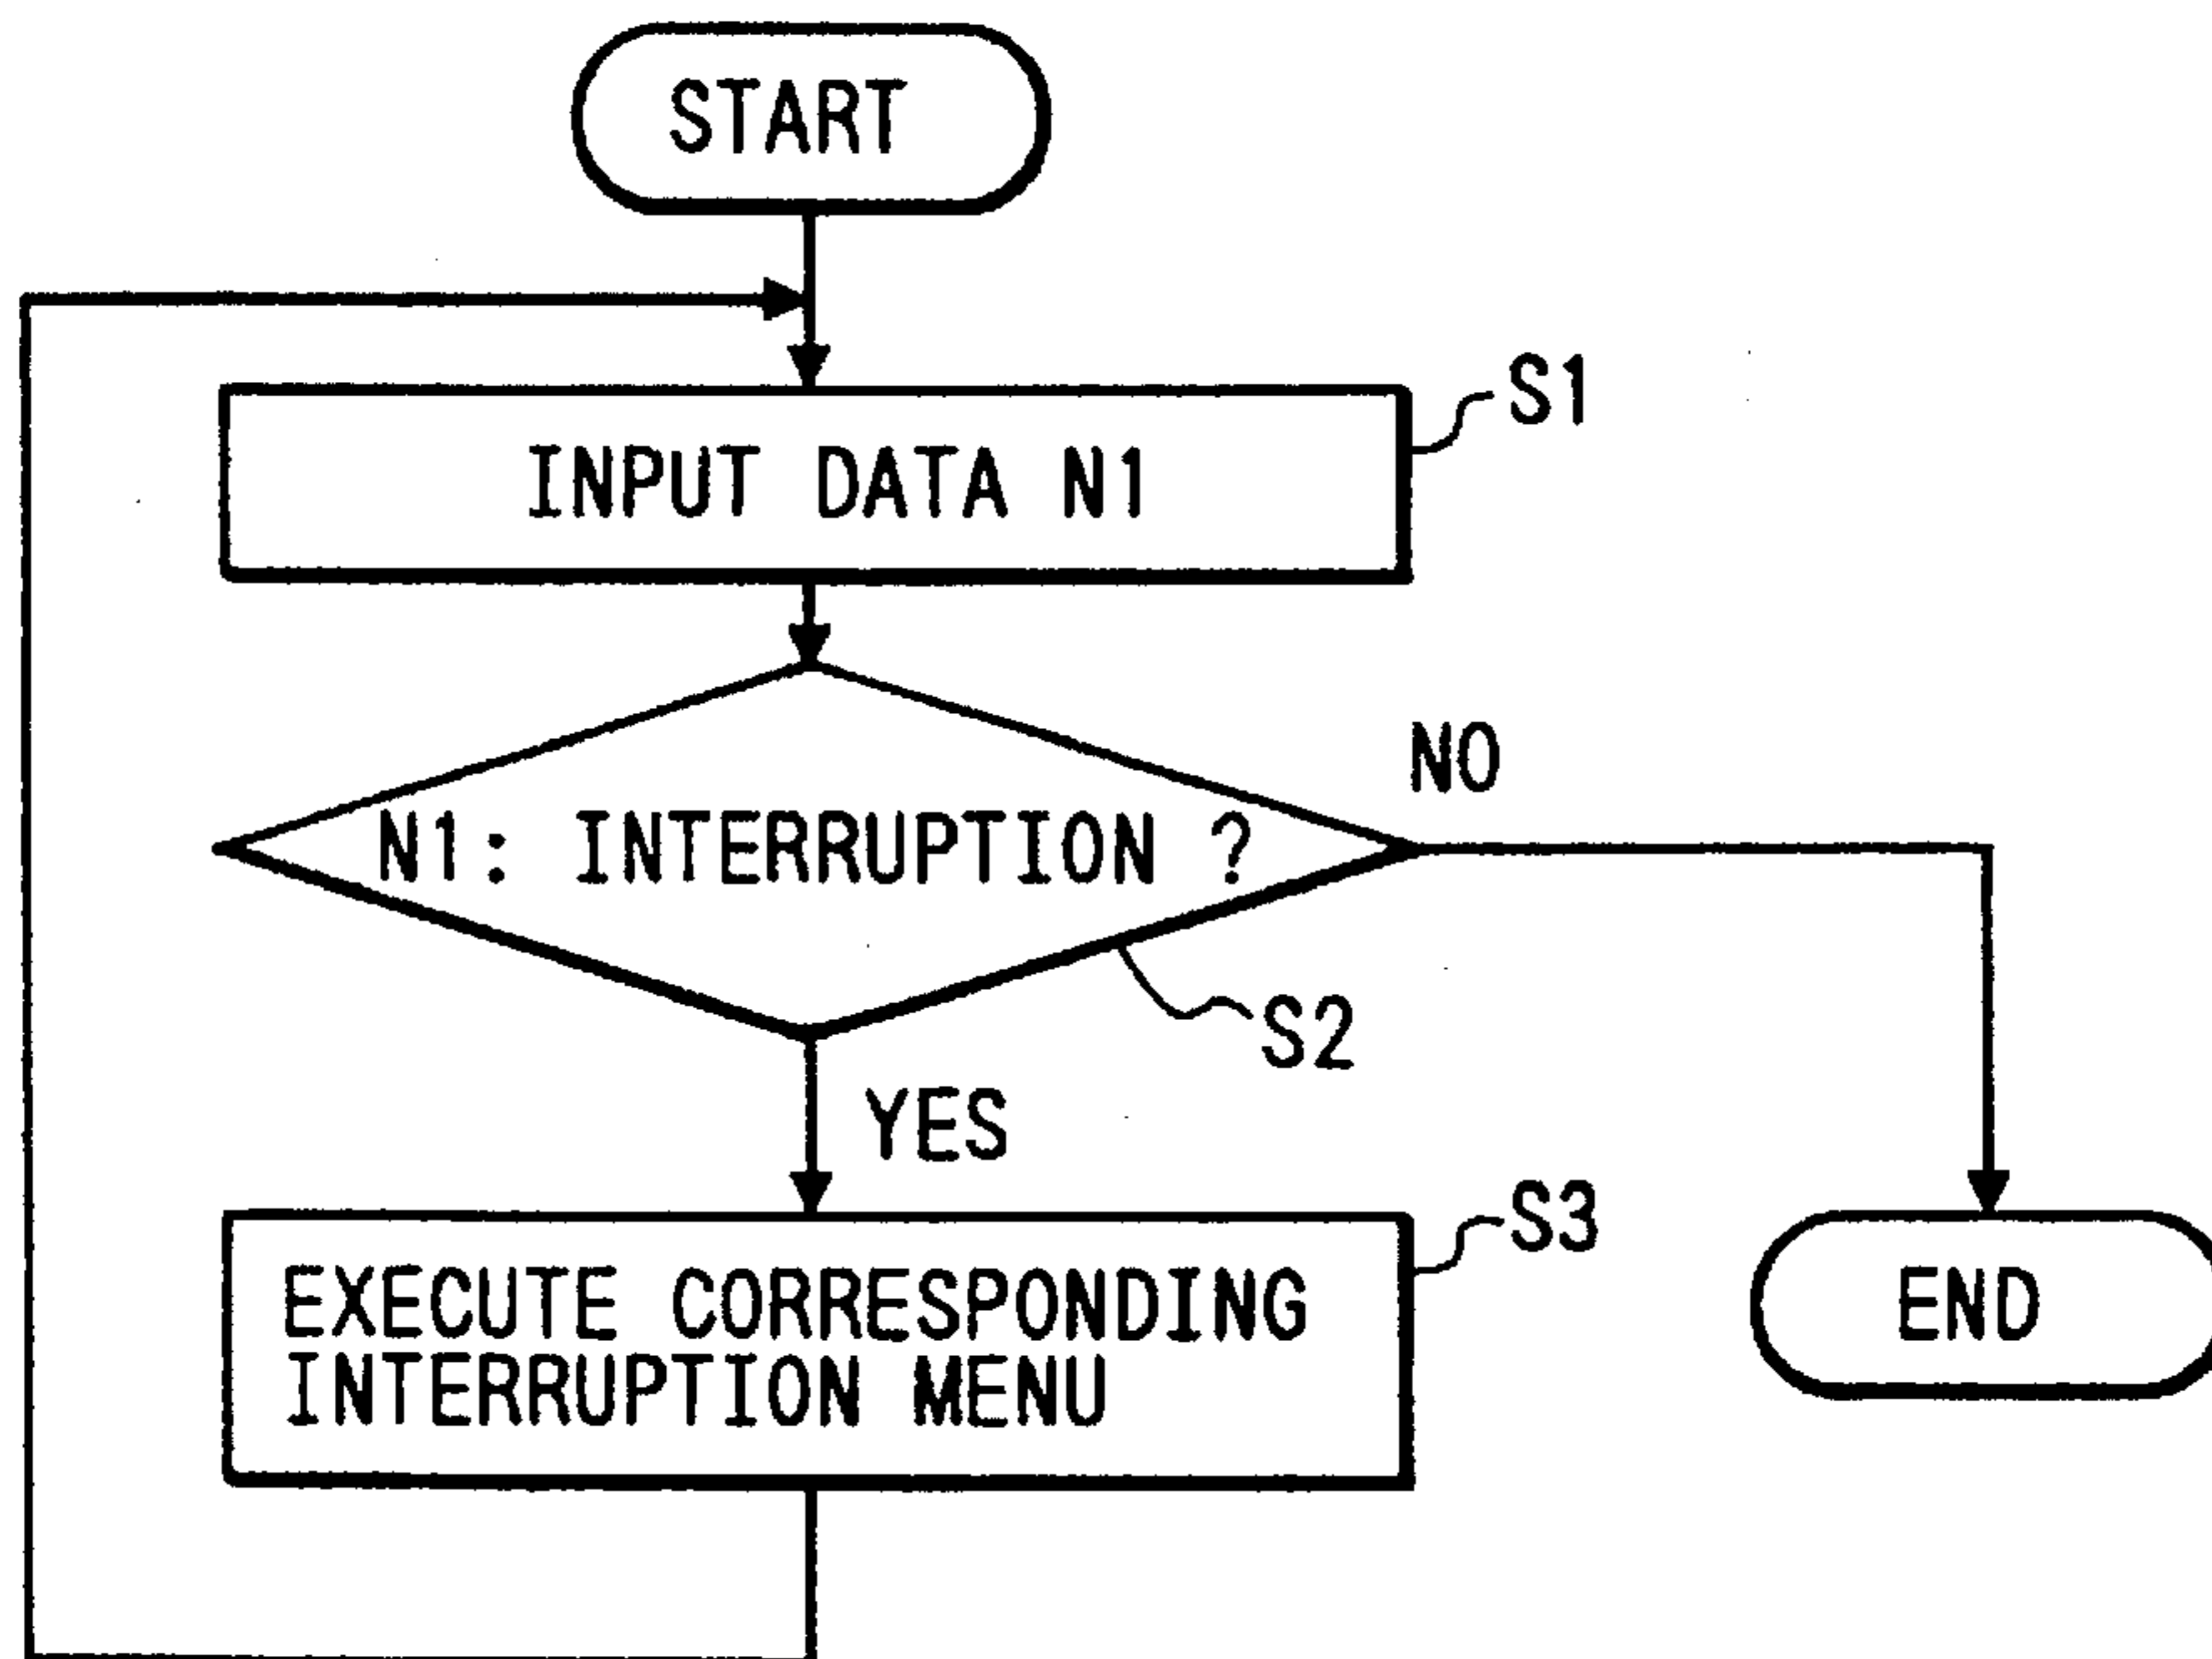 START
S1
INPUT DATA N1
NO
N1: INTERRUPTION ?
S2
YES
S3
EXECUTE CORRESPONDING
INTERRUPTION MENU
END